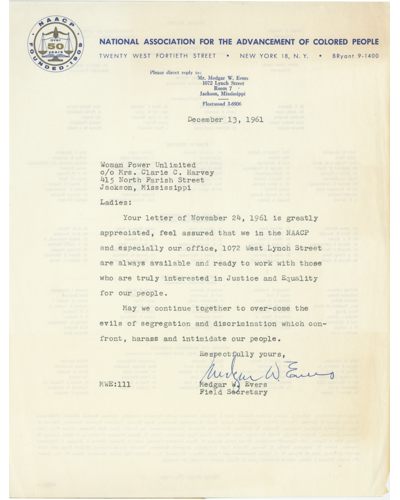 NAACP
OVER 50 YEARS
FOUNDED-1909
NATIONAL ASSOCIATION FOR THE ADVANCEMENT OF COLORED PEOPLE
TWENTY WEST FORTIETH STREET • NEW YORK 18, N. Y. • BRyant 9-1400
Please direct reply to:
Mr. Medgar W. Evers
1072 Lynch Street
Room 7
Jackson, Mississippi
Fleetwood 3-6906
December 13, 1961
Woman Power Unlimited
c/o Mrs. Clarie C. Harvey
415 North Farish Street
Jackson, Mississippi
Ladies:
Your letter of November 24, 1961 is greatly
appreciated, feel assured that we in the NAACP
and especially our office, 1072 West Lynch Street
are always available and ready to work with those
who are truly interested in Justice and Equality
for our people.
May we continue together to over-come the
evils of segregation and discrimination which con-
front, harass and intimidate our people.
Respectfully yours,
Medgar W. Evers
MWE:lll
Medgar W. Evers
Field Secretary